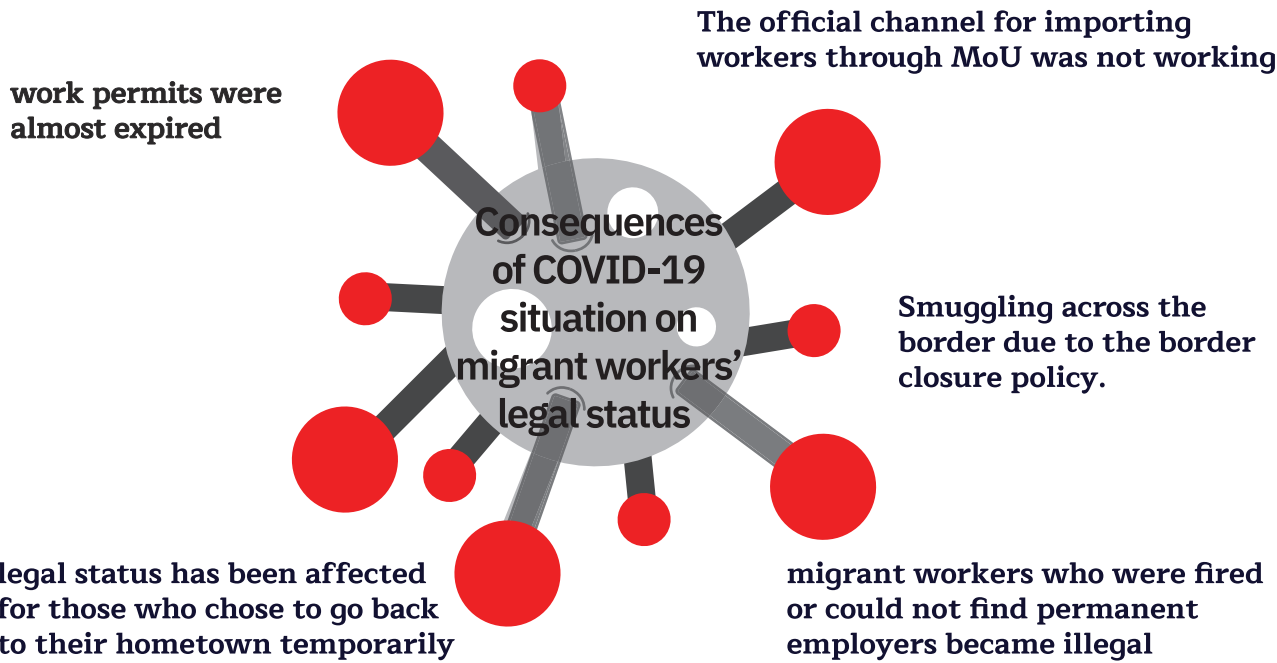 The official channel for importing
workers through MoU was not working
work permits were
almost expired
Consequences
of COVID-19
situation on
migrant workers’
legal status
Smuggling across the
border due to the border
closure policy.
legal status has been affected
for those who chose to go back
to their hometown temporarily
migrant workers who were fired
or could not find permanent
employers became illegal